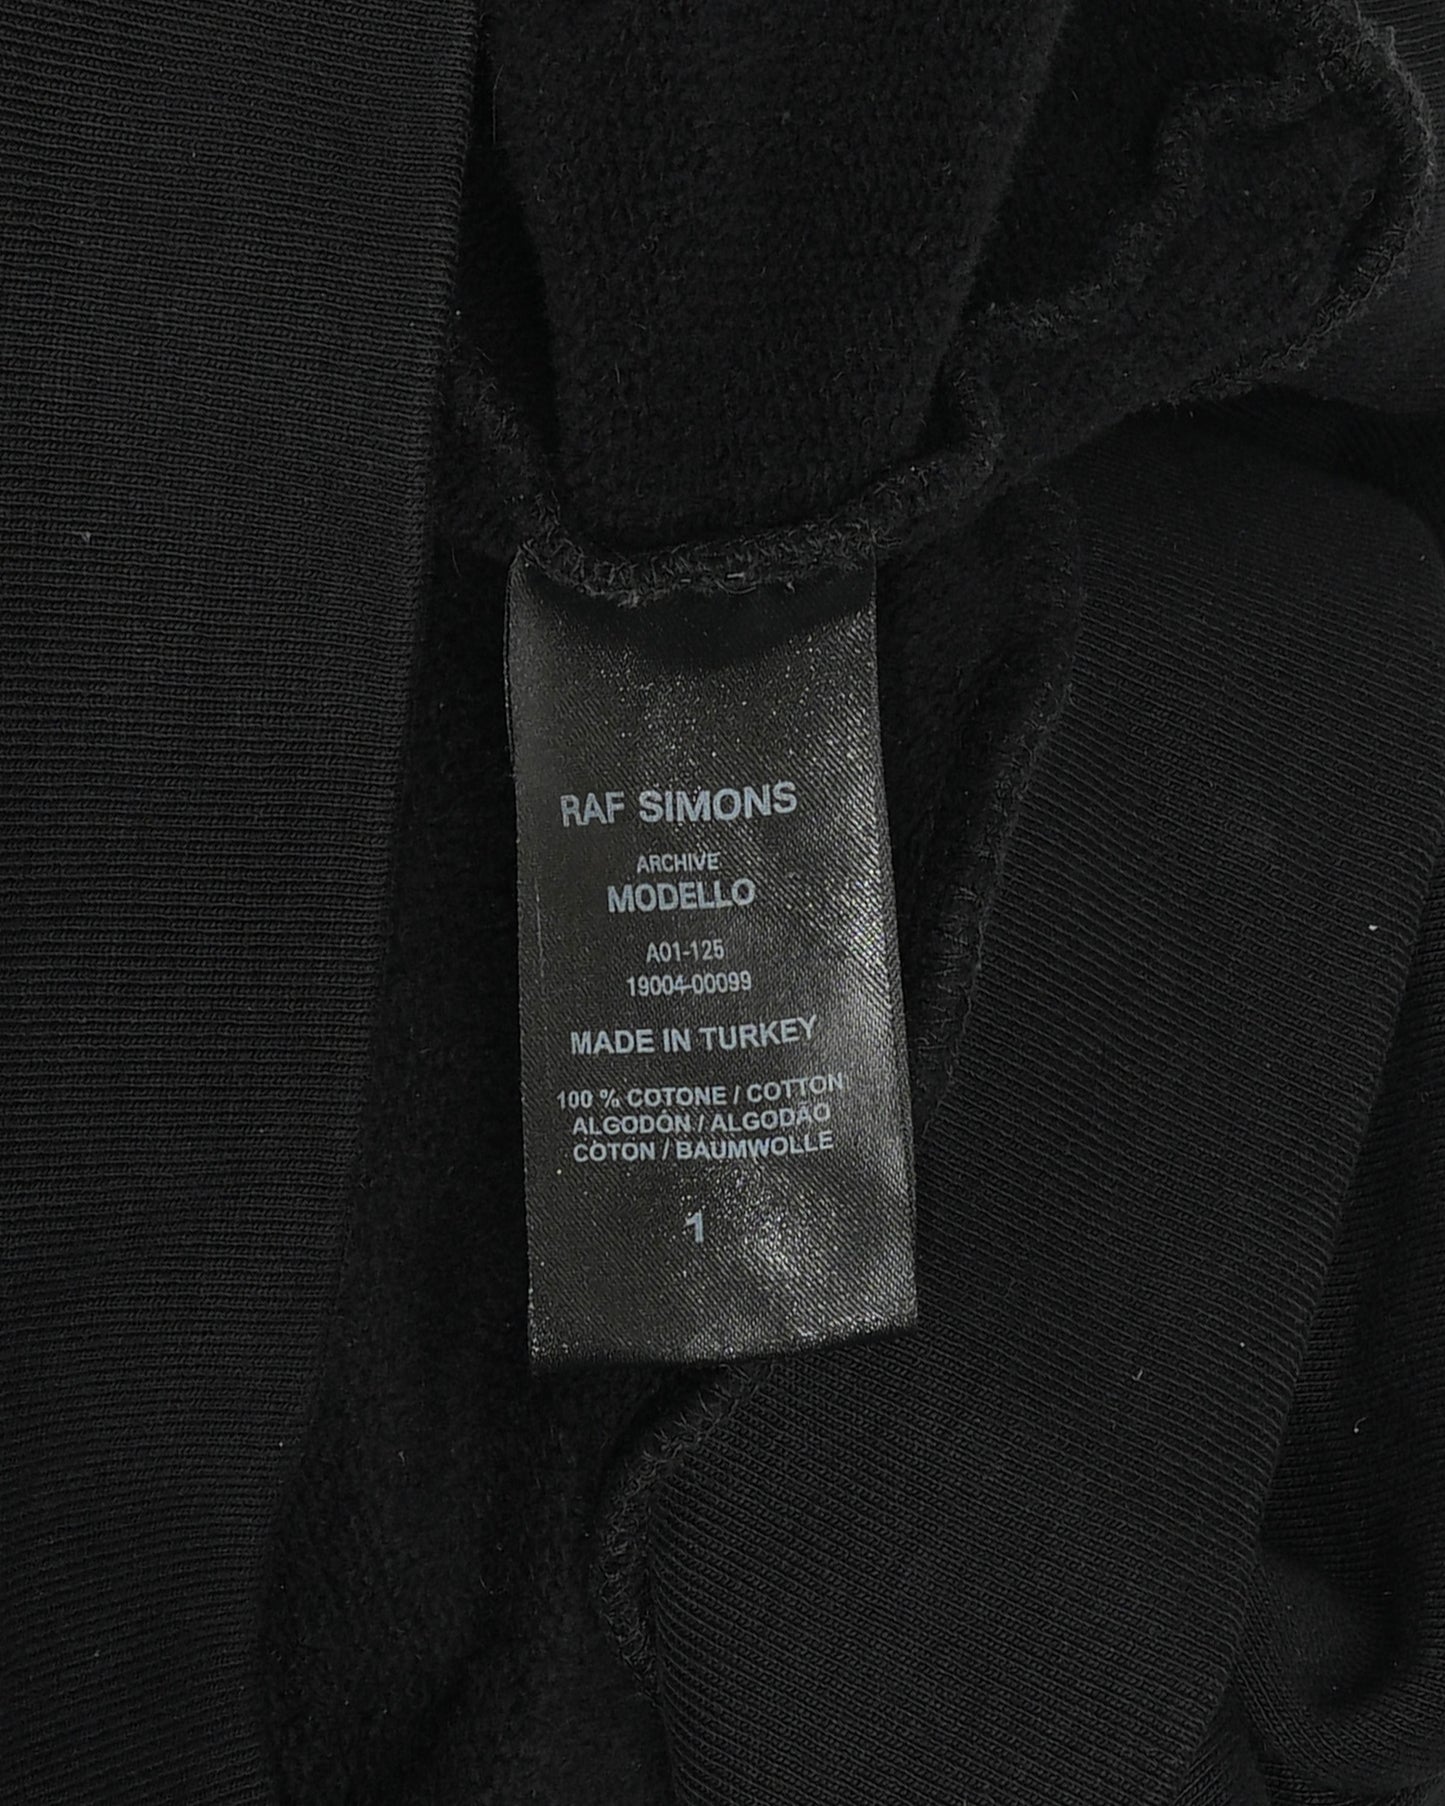 RAF SIMONS
ARCHIVE
MODELLO
A01-125
19004-00099
MADE IN TURKEY
100 % COTONE / COTTON
ALGODÓN / ALGODÃO
COTON / BAUMWOLLE
1